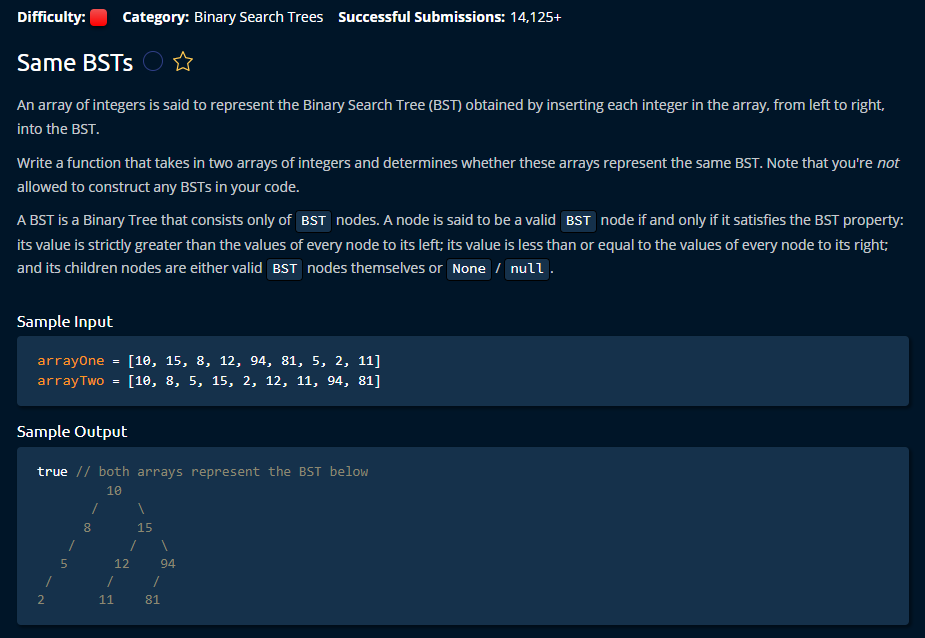 Difficulty: Category: Binary Search Trees Successful Submissions: 14,125+
Same BSTs
An array of integers is said to represent the Binary Search Tree (BST) obtained by inserting each integer in the array, from left to right,
into the BST.
Write a function that takes in two arrays of integers and determines whether these arrays represent the same BST. Note that you're not
allowed to construct any BSTs in your code.
A BST is a Binary Tree that consists only of BST nodes. A node is said to be a valid BST node if and only if it satisfies the BST property:
its value is strictly greater than the values of every node to its left; its value is less than or equal to the values of every node to its right;
and its children nodes are either valid BST nodes themselves or None / null.
Sample Input
arrayOne = [10, 15, 8, 12, 94, 81, 5, 2, 11]
arrayTwo = [10, 8, 5, 15, 2, 12, 11, 94, 81]
Sample Output
true // both arrays represent the BST below
10
/ \
8 15
/ / \
5 12 94
/ / /
2 11 81